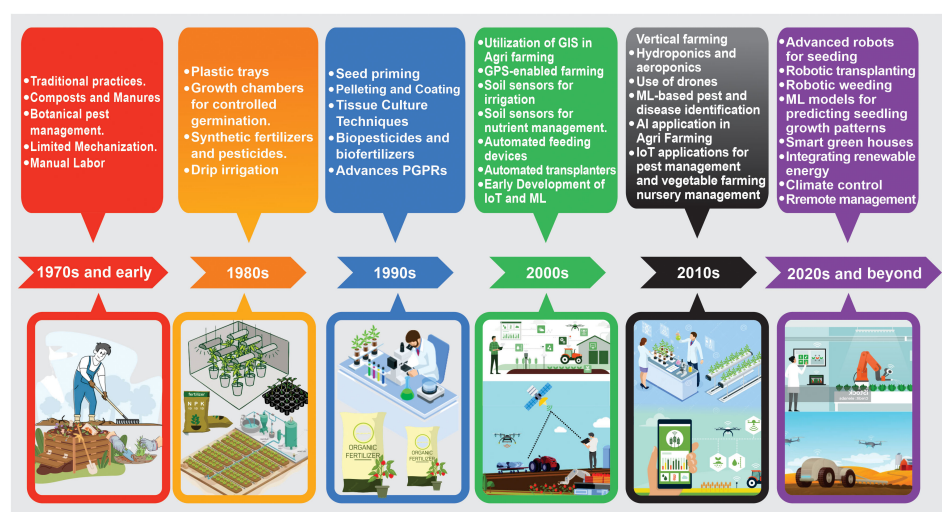 •Traditional practices.
•Composts and Manures
•Botanical pest
management.
•Limited Mechanization.
•Manual Labor
•Plastic trays
•Growth chambers
for controlled
germination.
•Synthetic fertilizers
and pesticides.
•Drip irrigation
•Seed priming
•Pelleting and Coating
•Tissue Culture
Techniques
•Biopesticides and
biofertilizers
•Advances PGPRs
•Utilization of GIS in
Agri farming
•GPS-enabled farming
•Soil sensors for
irrigation
•Soil sensors for
nutrient management.
•Automated feeding
devices
•Automated transplanters
•Early Development of
IoT and ML
Vertical farming
•Hydroponics and
aeroponics
•Use of drones
•ML-based pest and
disease identification
•AI application in
Agri Farming
•IoT applications for
pest management
and vegetable farming
nursery management
•Advanced robots
for seeding
•Robotic transplanting
•Robotic weeding
•ML models for
predicting seedling
growth patterns
•Smart green houses
•Integrating renewable
energy
•Climate control
•Rremote management
1970s and early
1980s
1990s
2000s
2010s
2020s and beyond
fertilizer
N P K
ORGANIC
FERTILIZER
ORGANIC
FERTILIZER